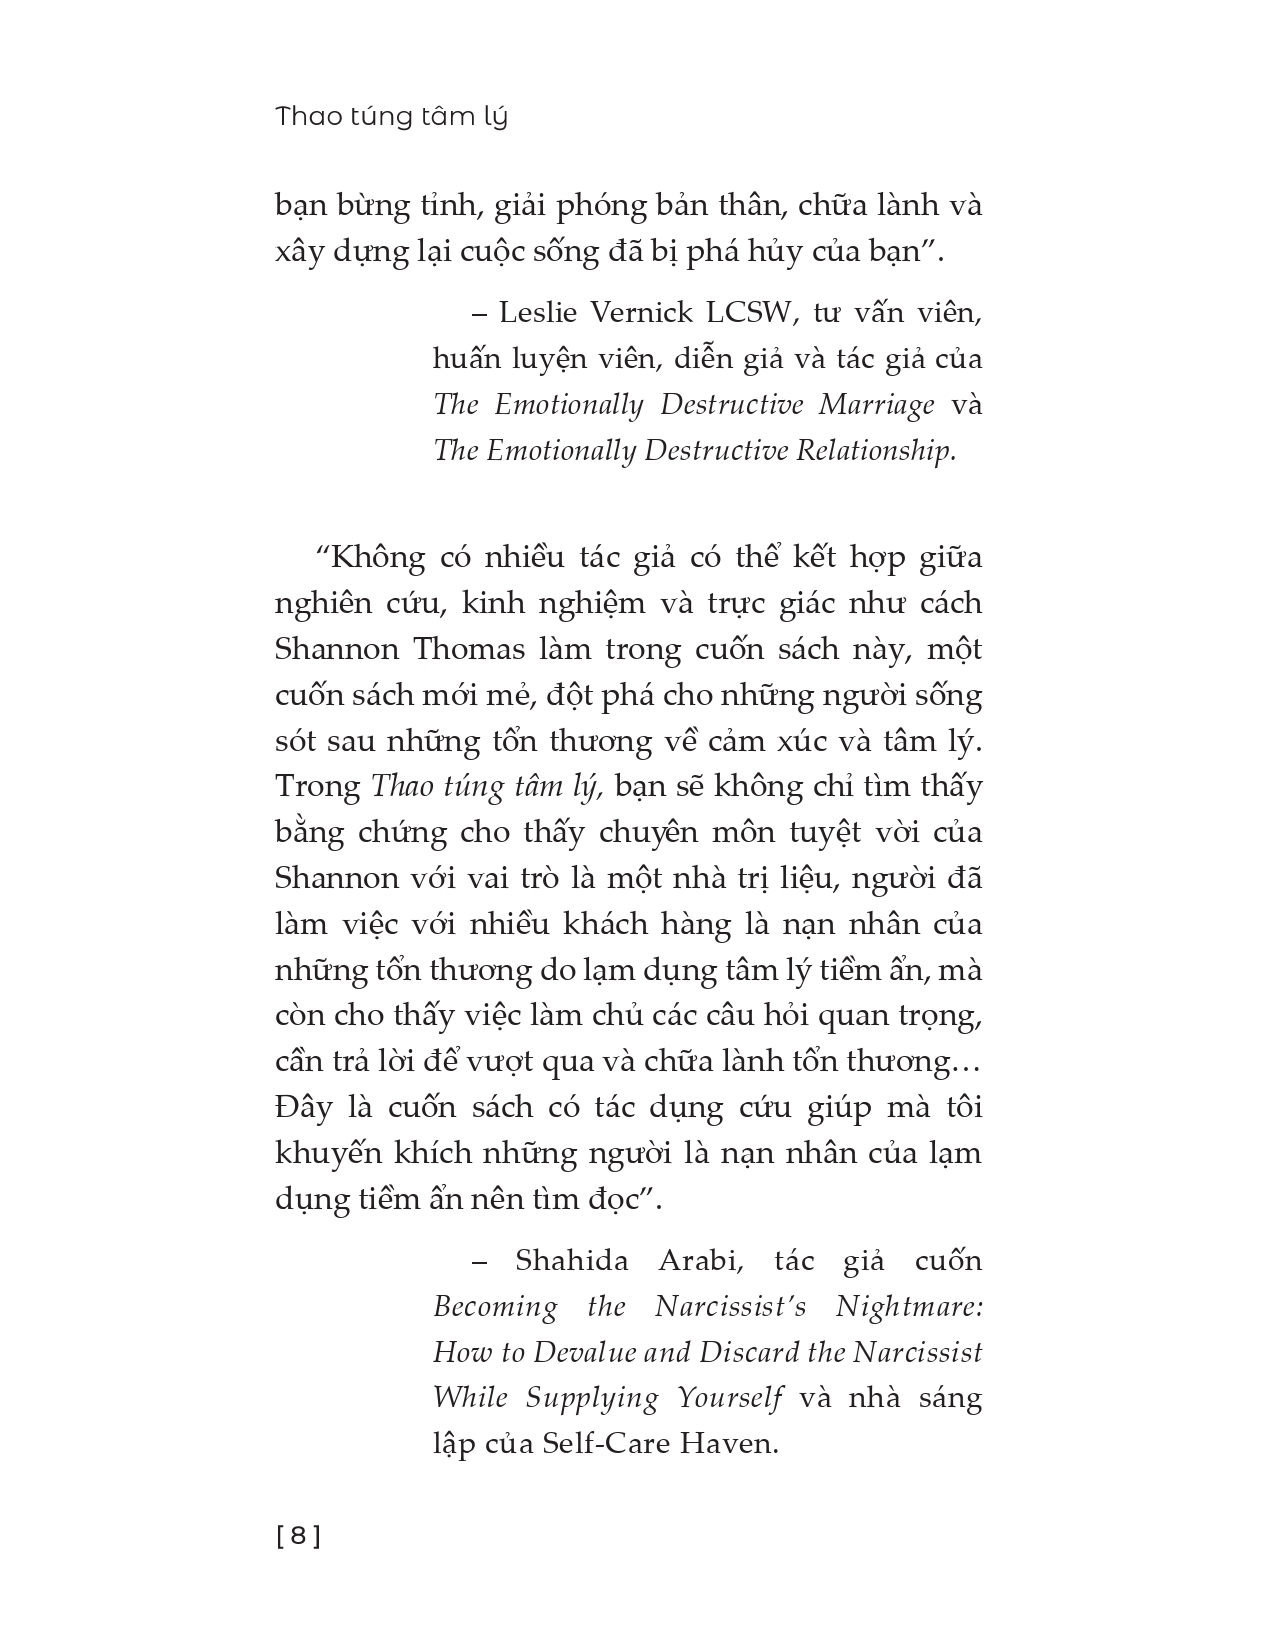 Thao túng tâm lý
bạn bừng tỉnh, giải phóng bản thân, chữa lành và
xây dựng lại cuộc sống đã bị phá hủy của bạn”.
– Leslie Vernick LCSW, tư vấn viên,
huấn luyện viên, diễn giả và tác giả của
The Emotionally Destructive Marriage và
The Emotionally Destructive Relationship.
“Không có nhiều tác giả có thể kết hợp giữa
nghiên cứu, kinh nghiệm và trực giác như cách
Shannon Thomas làm trong cuốn sách này, một
cuốn sách mới mẻ, đột phá cho những người sống
sót sau những tổn thương về cảm xúc và tâm lý.
Trong Thao túng tâm lý, bạn sẽ không chỉ tìm thấy
bằng chứng cho thấy chuyên môn tuyệt vời của
Shannon với vai trò là một nhà trị liệu, người đã
làm việc với nhiều khách hàng là nạn nhân của
những tổn thương do lạm dụng tâm lý tiềm ẩn, mà
còn cho thấy việc làm chủ các câu hỏi quan trọng,
cần trả lời để vượt qua và chữa lành tổn thương…
Đây là cuốn sách có tác dụng cứu giúp mà tôi
khuyến khích những người là nạn nhân của lạm
dụng tiềm ẩn nên tìm đọc”.
– Shahida Arabi, tác giả cuốn
Becoming the Narcissist’s Nightmare:
How to Devalue and Discard the Narcissist
While Supplying Yourself và nhà sáng
lập của Self-Care Haven.
[ 8 ]